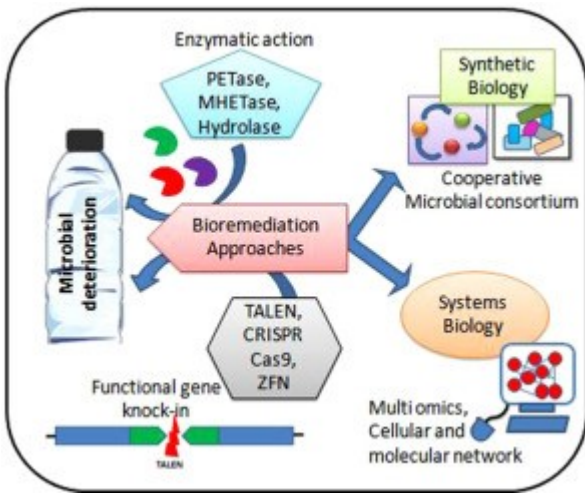 Enzymatic action
PETase,
MHETase,
Hydrolase
Synthetic
Biology
Cooperative
Microbial consortium
Microbial
deterioration
Bioremediation
Approaches
TALEN,
CRISPR
Cas9,
ZFN
Systems
Biology
Functional gene
knock-in
TALEN
Multi omics,
Cellular and
molecular network